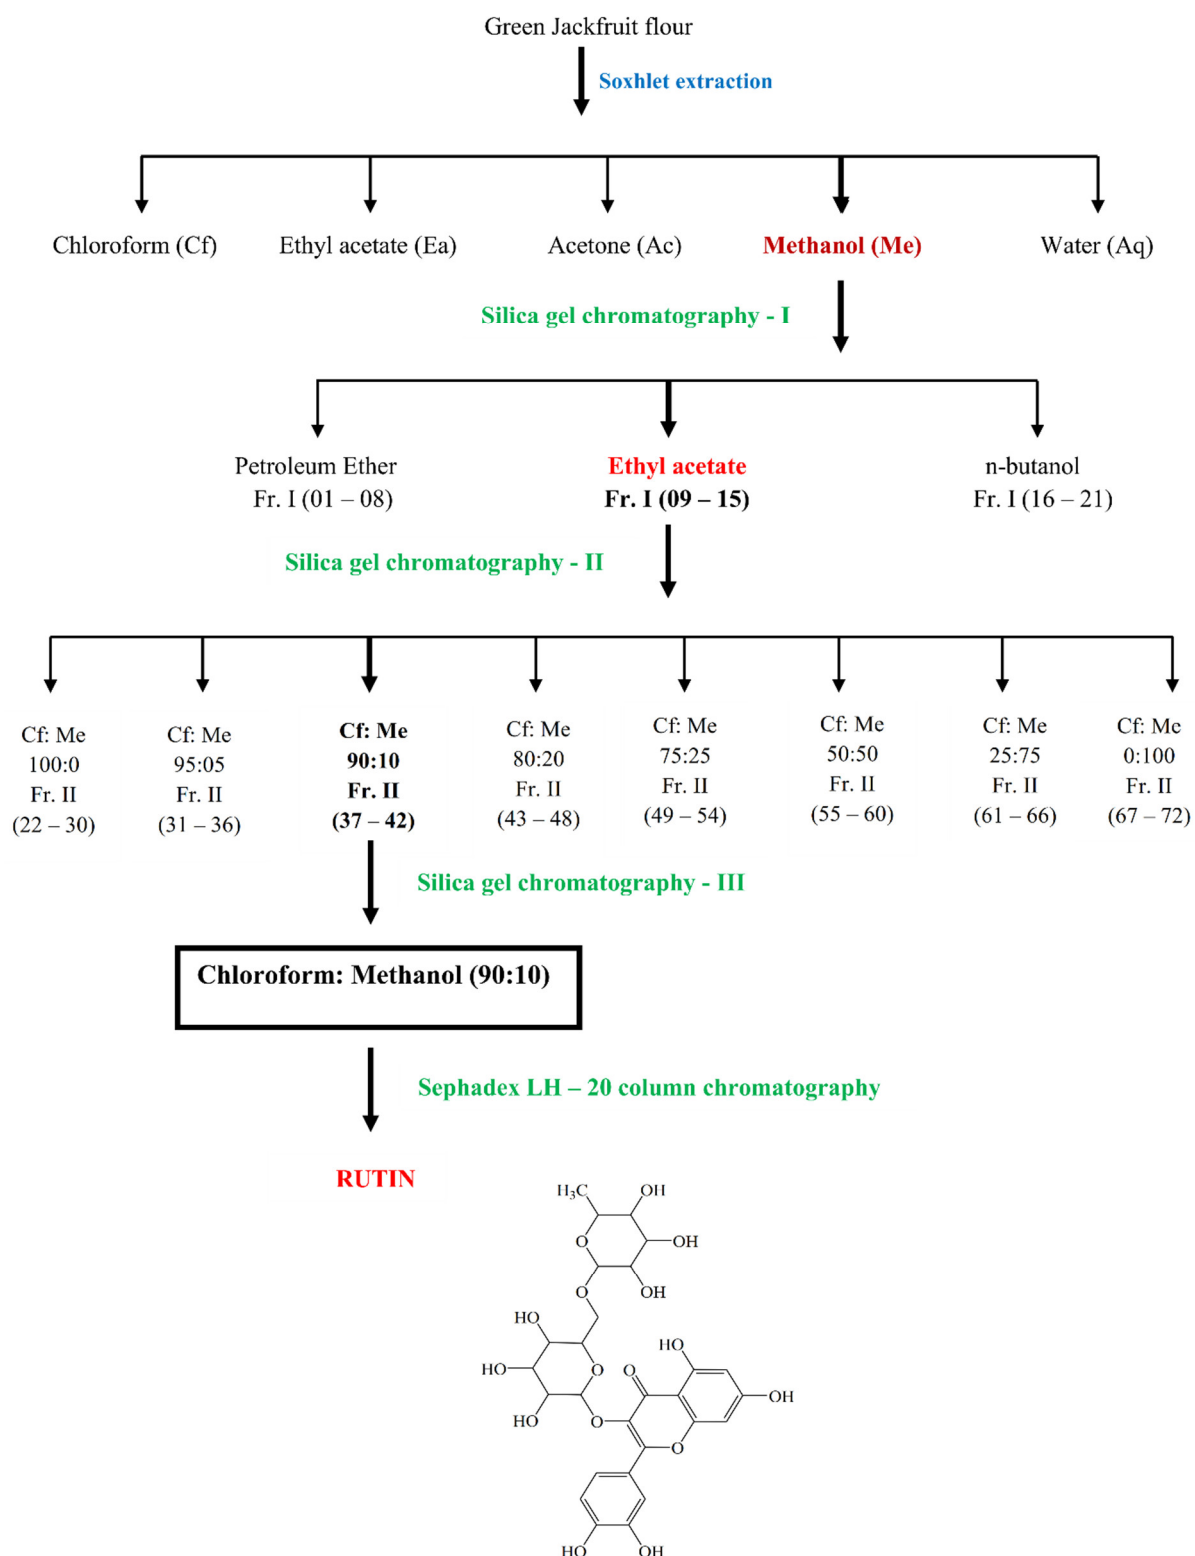 Green Jackfruit flour
Soxhlet extraction
Chloroform (Cf)
Ethyl acetate (Ea)
Acetone (Ac)
Methanol (Me)
Water (Aq)
Silica gel chromatography - I
Petroleum Ether
Fr. I (01 – 08)
Ethyl acetate
Fr. I (09 – 15)
n-butanol
Fr. I (16 – 21)
Silica gel chromatography - II
Cf: Me
100:0
Fr. II
(22 – 30)
Cf: Me
95:05
Fr. II
(31 – 36)
Cf: Me
90:10
Fr. II
(37 – 42)
Cf: Me
80:20
Fr. II
(43 – 48)
Cf: Me
75:25
Fr. II
(49 – 54)
Cf: Me
50:50
Fr. II
(55 – 60)
Cf: Me
25:75
Fr. II
(61 – 66)
Cf: Me
0:100
Fr. II
(67 – 72)
Silica gel chromatography - III
Chloroform: Methanol (90:10)
Sephadex LH – 20 column chromatography
RUTIN
H₃C
OH
O
OH
O
OH
HO
HO
O
HO
O
O
HO
OH
O
HO
OH